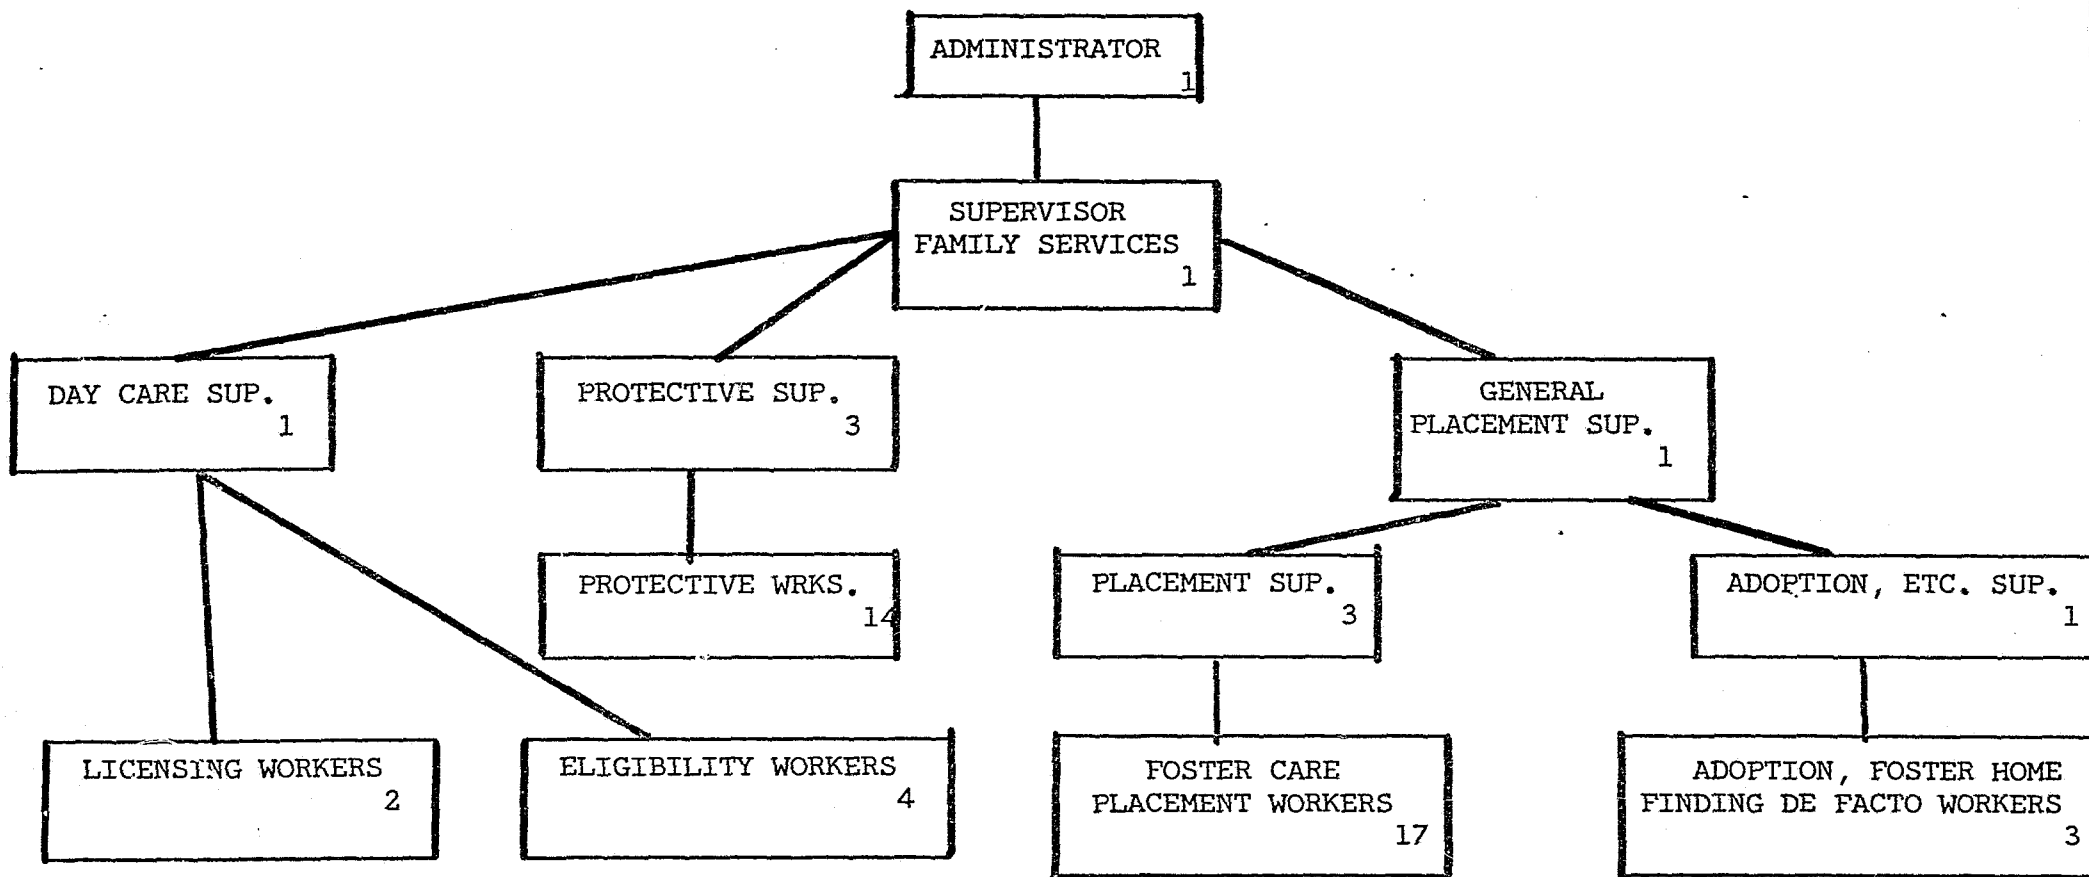 ADMINISTRATOR
1
SUPERVISOR
FAMILY SERVICES
1
DAY CARE SUP.
1
PROTECTIVE SUP.
3
GENERAL
PLACEMENT SUP.
1
PROTECTIVE WRKS.
14
PLACEMENT SUP.
3
ADOPTION, ETC. SUP.
1
LICENSING WORKERS
2
ELIGIBILITY WORKERS
4
FOSTER CARE
PLACEMENT WORKERS
17
ADOPTION, FOSTER HOME
FINDING DE FACTO WORKERS
3